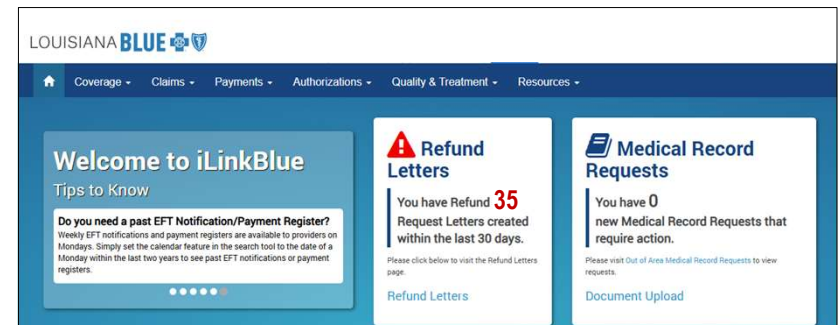 LOUISIANA BLUE
Coverage Claims Payments Authorizations Quality & Treatment Resources
Welcome to iLinkBlue
Tips to Know
Do you need a past EFT Notification/Payment Register?
Weekly EFT notifications and payment registers are available to providers on
Mondays. Simply set the calendar feature in the search tool to the date of a
Monday within the last two years to see past EFT notifications or payment
registers.
Refund
Letters
You have Refund 35
Request Letters created
within the last 30 days.
Please click below to visit the Refund Letters
page.
Refund Letters
Medical Record
Requests
You have 0
new Medical Record Requests that
require action.
Please visit Out of Area Medical Record Requests to view
requests.
Document Upload